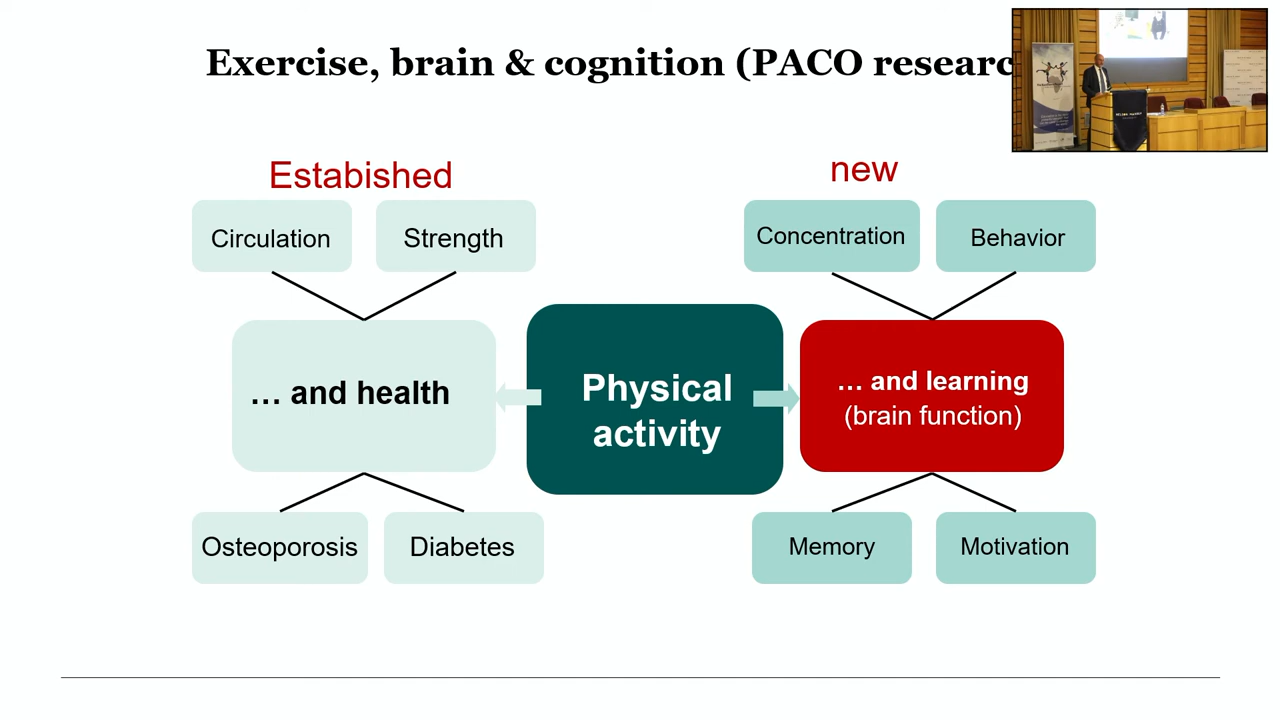 Exercise, brain & cognition (PACO researc
Estabished
new
Circulation
Strength
Concentration
Behavior
… and health
Physical
activity
… and learning
(brain function)
Osteoporosis
Diabetes
Memory
Motivation